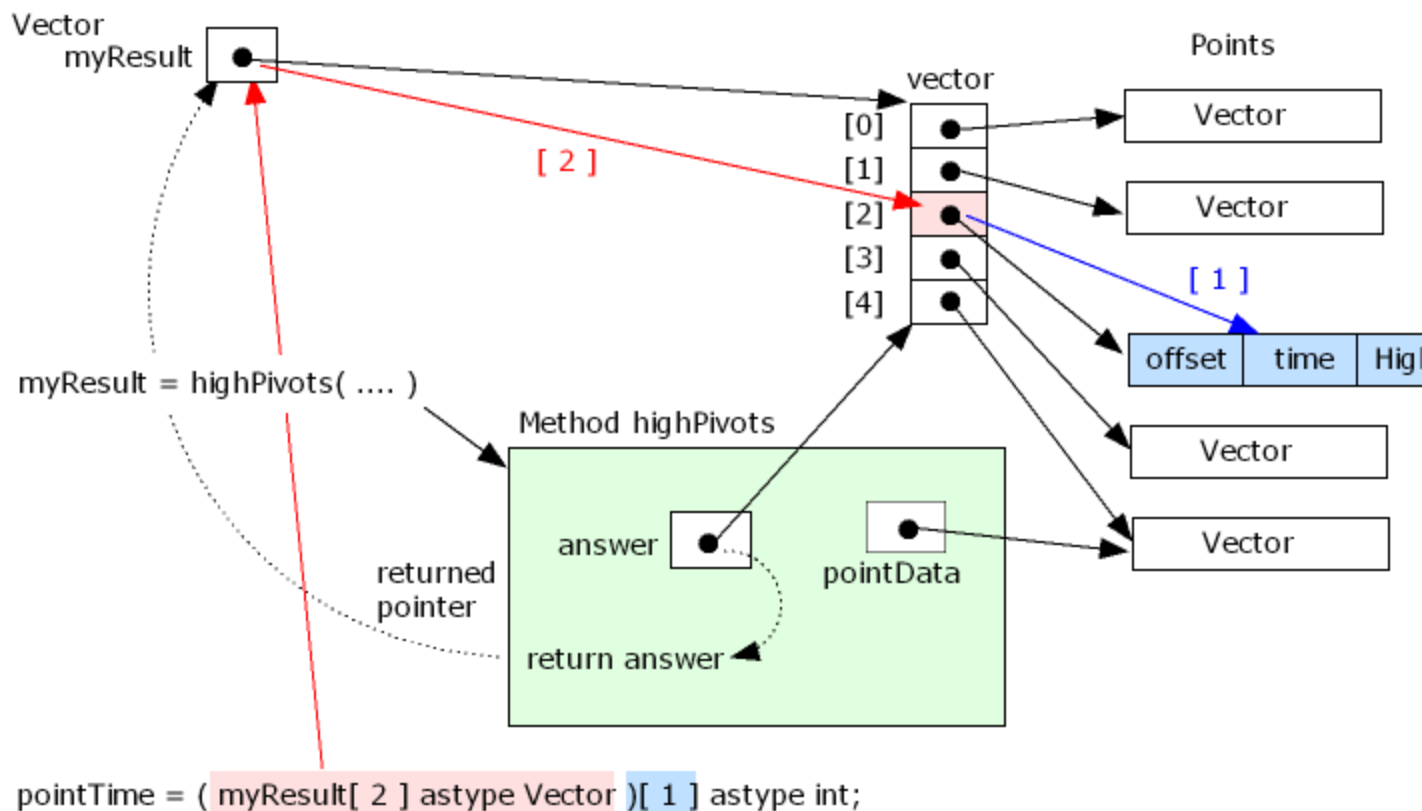 Vector
myResult
Points
vector
[0]
[1]
[2]
[3]
[4]
[ 2 ]
Vector
Vector
[ 1 ]
offset time High
Vector
Vector
myResult = highPivots( .... )
Method highPivots
answer
pointData
returned
pointer
return answer
pointTime = ( myResult[ 2 ] astype Vector )[ 1 ] astype int;